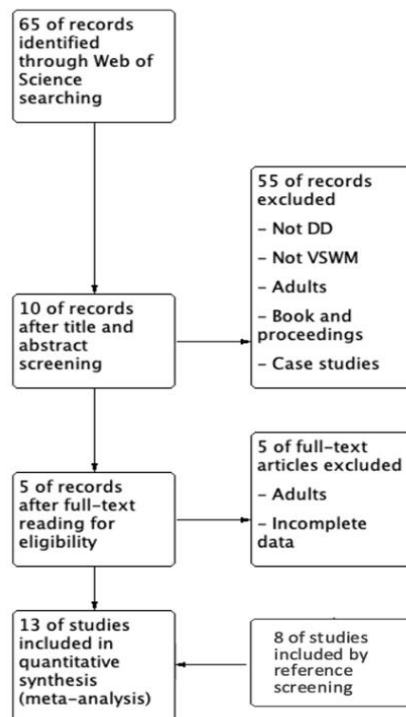 65 of records
identified
through Web of
Science
searching
55 of records
excluded
– Not DD
– Not VSWM
– Adults
– Book and
proceedings
– Case studies
10 of records
after title and
abstract
screening
5 of full-text
articles excluded
– Adults
– Incomplete
data
5 of records
after full-text
reading for
eligibility
13 of studies
included in
quantitative
synthesis
(meta-analysis)
8 of studies
included by
reference
screening